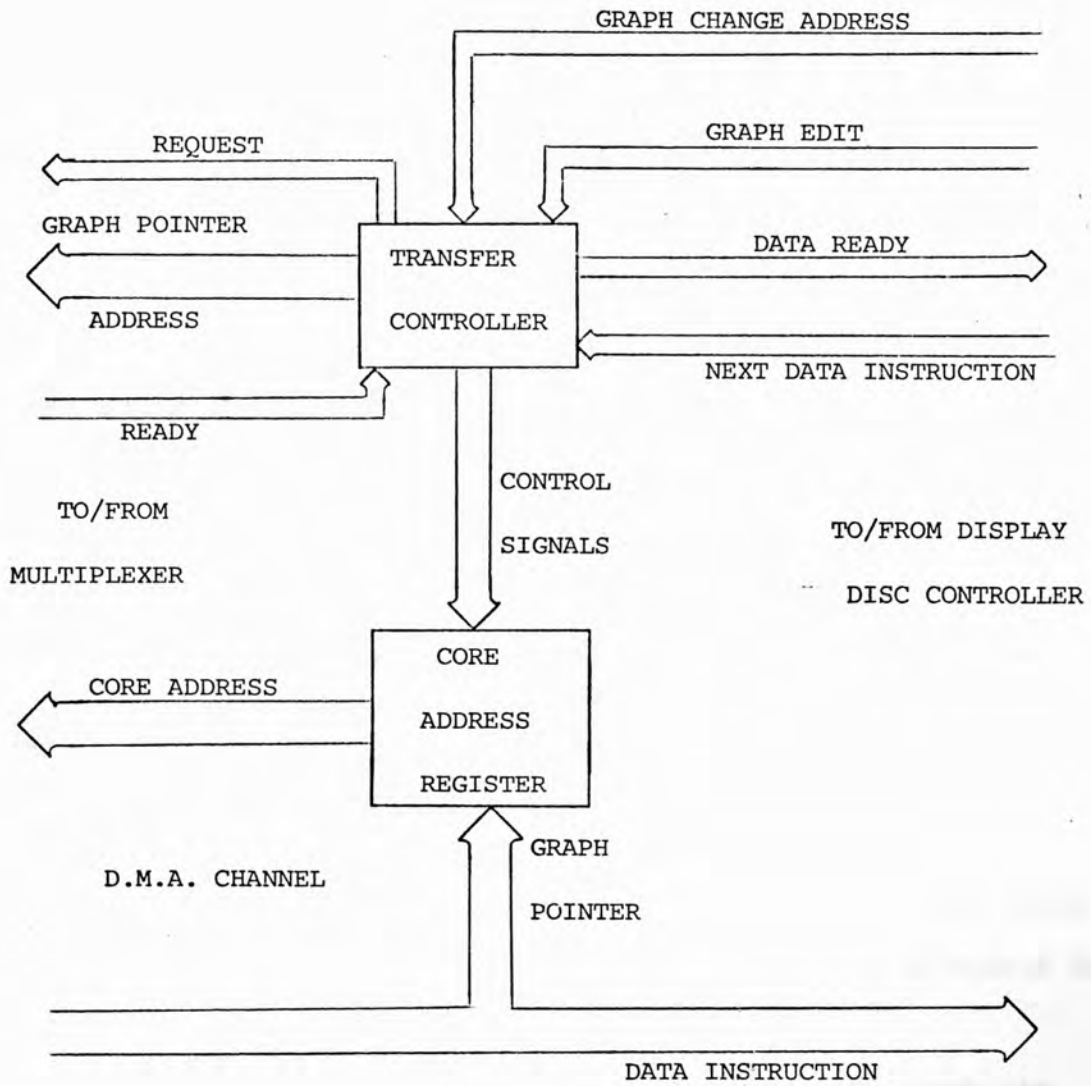 GRAPH CHANGE ADDRESS
GRAPH EDIT
REQUEST
GRAPH POINTER
ADDRESS
TRANSFER
CONTROLLER
DATA READY
NEXT DATA INSTRUCTION
READY
CONTROL
SIGNALS
TO/FROM
MULTIPLEXER
TO/FROM DISPLAY
DISC CONTROLLER
CORE ADDRESS
CORE
ADDRESS
REGISTER
GRAPH
POINTER
D.M.A. CHANNEL
DATA INSTRUCTION